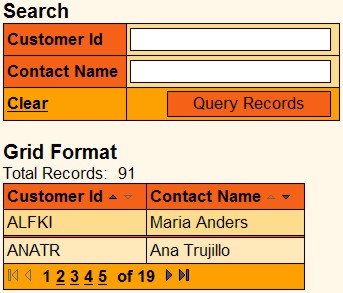 Search
Customer Id
Contact Name
Clear Query Records
Grid Format
Total Records: 91
Customer Id Contact Name
ALFKI Maria Anders
ANATR Ana Trujillo
1 2 3 4 5 of 19